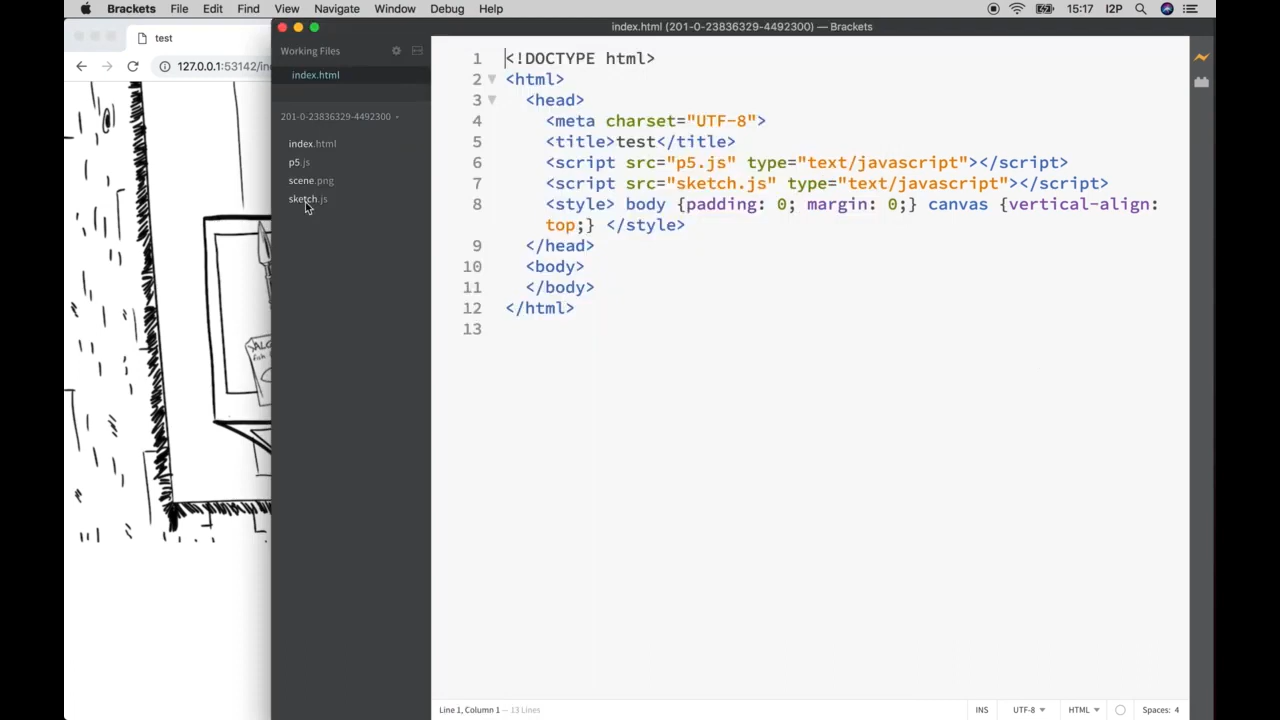 Brackets File Edit Find View Navigate Window Debug Help 15:17 I2P
test
index.html (201-0-23836329-4492300) — Brackets
127.0.0.1:53142/in
Working Files
index.html
201-0-23836329-4492300
index.html
p5.js
scene.png
sketch.js
1 <!DOCTYPE html>
2 <html>
3 <head>
4 <meta charset="UTF-8">
5 <title>test</title>
6 <script src="p5.js" type="text/javascript"></script>
7 <script src="sketch.js" type="text/javascript"></script>
8 <style> body {padding: 0; margin: 0;} canvas {vertical-align:
top;} </style>
9 </head>
10 <body>
11 </body>
12 </html>
13
Line 1, Column 1 — 13 Lines
INS UTF-8 HTML Spaces: 4